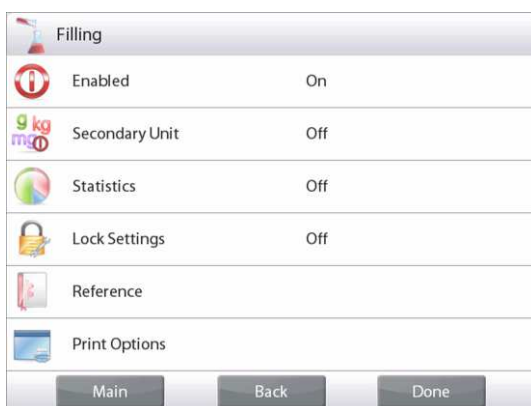 Filling
Enabled On
g kg
mg
Secondary Unit Off
Statistics Off
Lock Settings Off
Reference
Print Options
Main Back Done